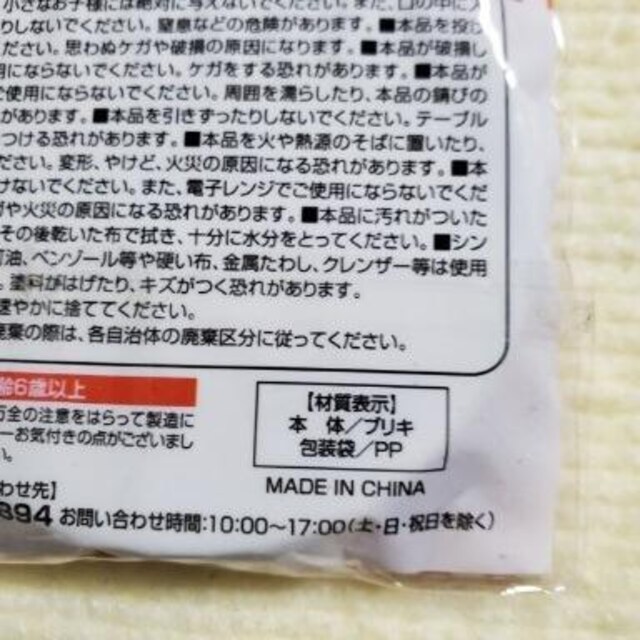 小さなお子様には絶対に与えないでください。また、口の中に入
りしないでください。窒息などの危険があります。■本品を投げ
ださい。思わぬケガや破損の原因になります。■本品が破損し
にならないでください。ケガをする恐れがあります。■本品が
ご使用にならないでください。周囲を濡らしたり、本品の錆びの
があります。■本品を引きずったりしないでください。テーブル
つける恐れがあります。■本品を火や熱源のそばに置いたり、
ださい。変形、やけど、火災の原因になる恐れがあります。■本
けないでください。また、電子レンジでご使用にならないでくだ
や火災の原因になる恐れがあります。■本品に汚れがついた
その後乾いた布で拭き、十分に水分をとってください。■シン
油、ベンゾール等や硬い布、金属たわし、クレンザー等は使用
。塗料がはげたり、キズがつく恐れがあります。
速やかに捨ててください。
廃棄の際は、各自治体の廃棄区分に従ってください。
齢6歳以上
万全の注意をはらって製造に
一お気付きの点がございまし
い。
【材質表示】
本 体/ブリキ
包装袋/PP
MADE IN CHINA
わせ先】
894 お問い合わせ時間:10:00~17:00(土・日・祝日を除く)